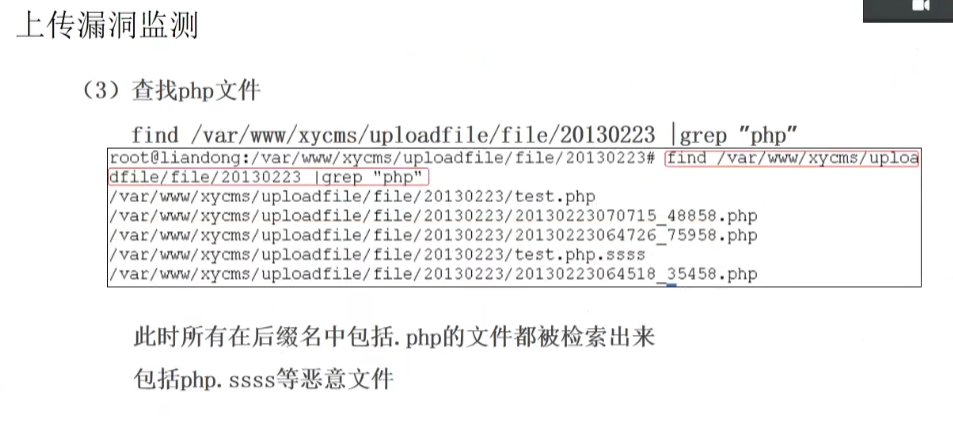 上传漏洞监测
（3）查找php文件
find /var/www/xycms/uploadfile/file/20130223 |grep "php"
root@liandong:/var/www/xycms/uploadfile/file/20130223# find /var/www/xycms/uploa
dfile/file/20130223 |grep "php"
/var/www/xycms/uploadfile/file/20130223/test.php
/var/www/xycms/uploadfile/file/20130223/20130223070715_48858.php
/var/www/xycms/uploadfile/file/20130223/20130223064726_75958.php
/var/www/xycms/uploadfile/file/20130223/test.php.ssss
/var/www/xycms/uploadfile/file/20130223/20130223064518_35458.php
此时所有在后缀名中包括.php的文件都被检索出来
包括php.ssss等恶意文件